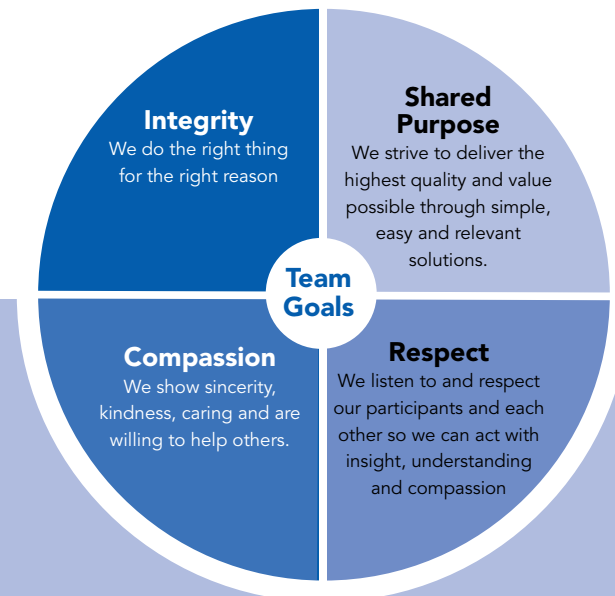 Integrity
We do the right thing
for the right reason
Shared
Purpose
We strive to deliver the
highest quality and value
possible through simple,
easy and relevant
solutions.
Team
Goals
Compassion
We show sincerity,
kindness, caring and are
willing to help others.
Respect
We listen to and respect
our participants and each
other so we can act with
insight, understanding
and compassion